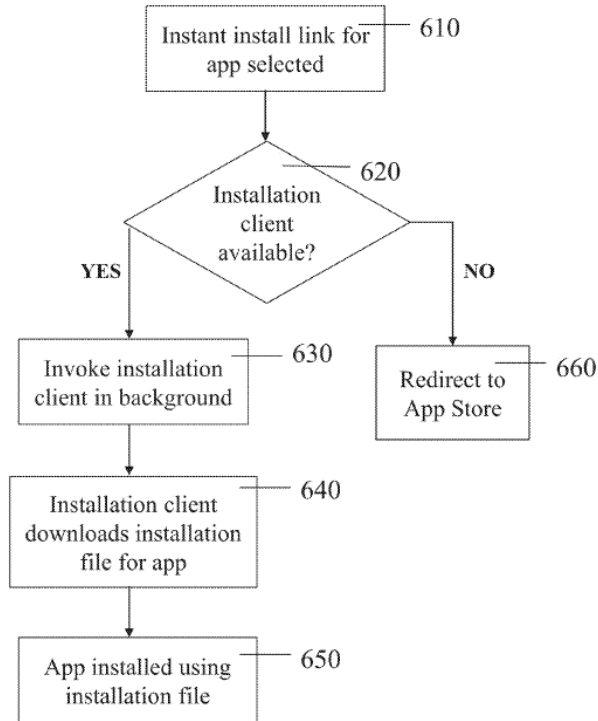 Instant install link for
app selected
610
620
Installation
client
available?
YES
NO
630
Invoke installation
client in background
660
Redirect to
App Store
640
Installation client
downloads installation
file for app
650
App installed using
installation file